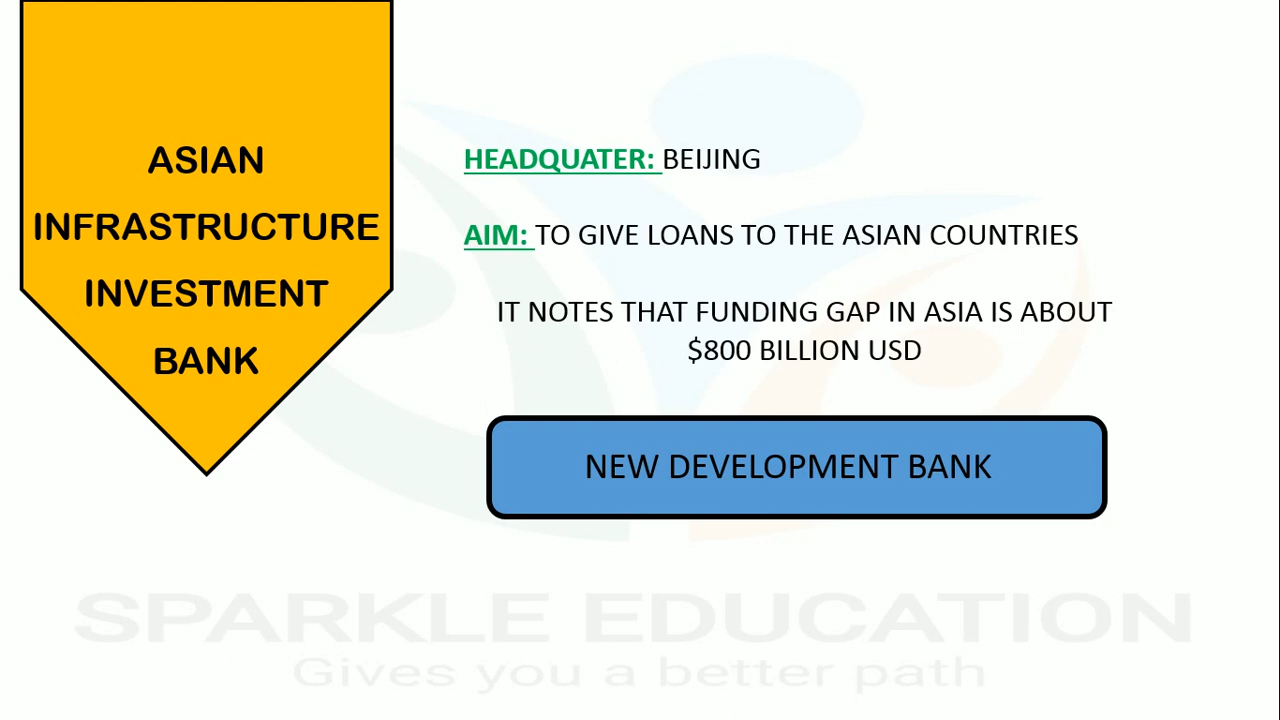 ASIAN
INFRASTRUCTURE
INVESTMENT
BANK
HEADQUATER: BEIJING
AIM: TO GIVE LOANS TO THE ASIAN COUNTRIES
IT NOTES THAT FUNDING GAP IN ASIA IS ABOUT
$800 BILLION USD
NEW DEVELOPMENT BANK
SPARKLE EDUCATION
Gives you a better path